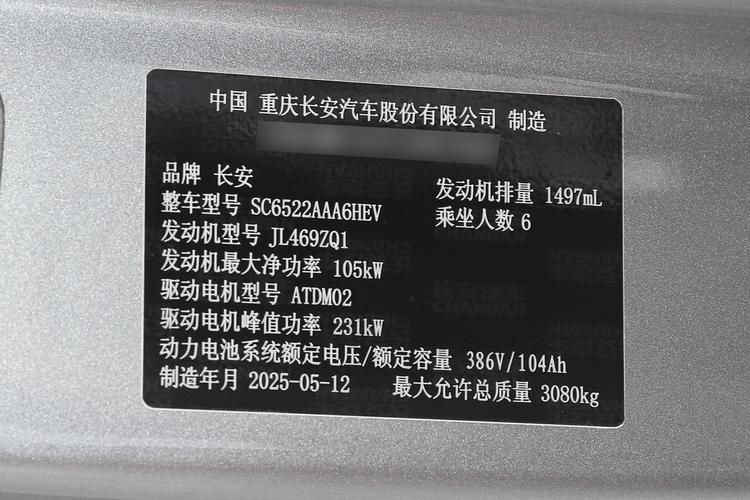 中国 重庆长安汽车股份有限公司 制造
品牌 长安
发动机排量 1497mL
整车型号 SC6522AAA6HEV
乘坐人数 6
发动机型号 JL469ZQ1
发动机最大净功率 105kW
驱动电机型号 ATDM02
驱动电机峰值功率 231kW
动力电池系统额定电压/额定容量 386V/104Ah
制造年月 2025-05-12 最大允许总质量 3080kg